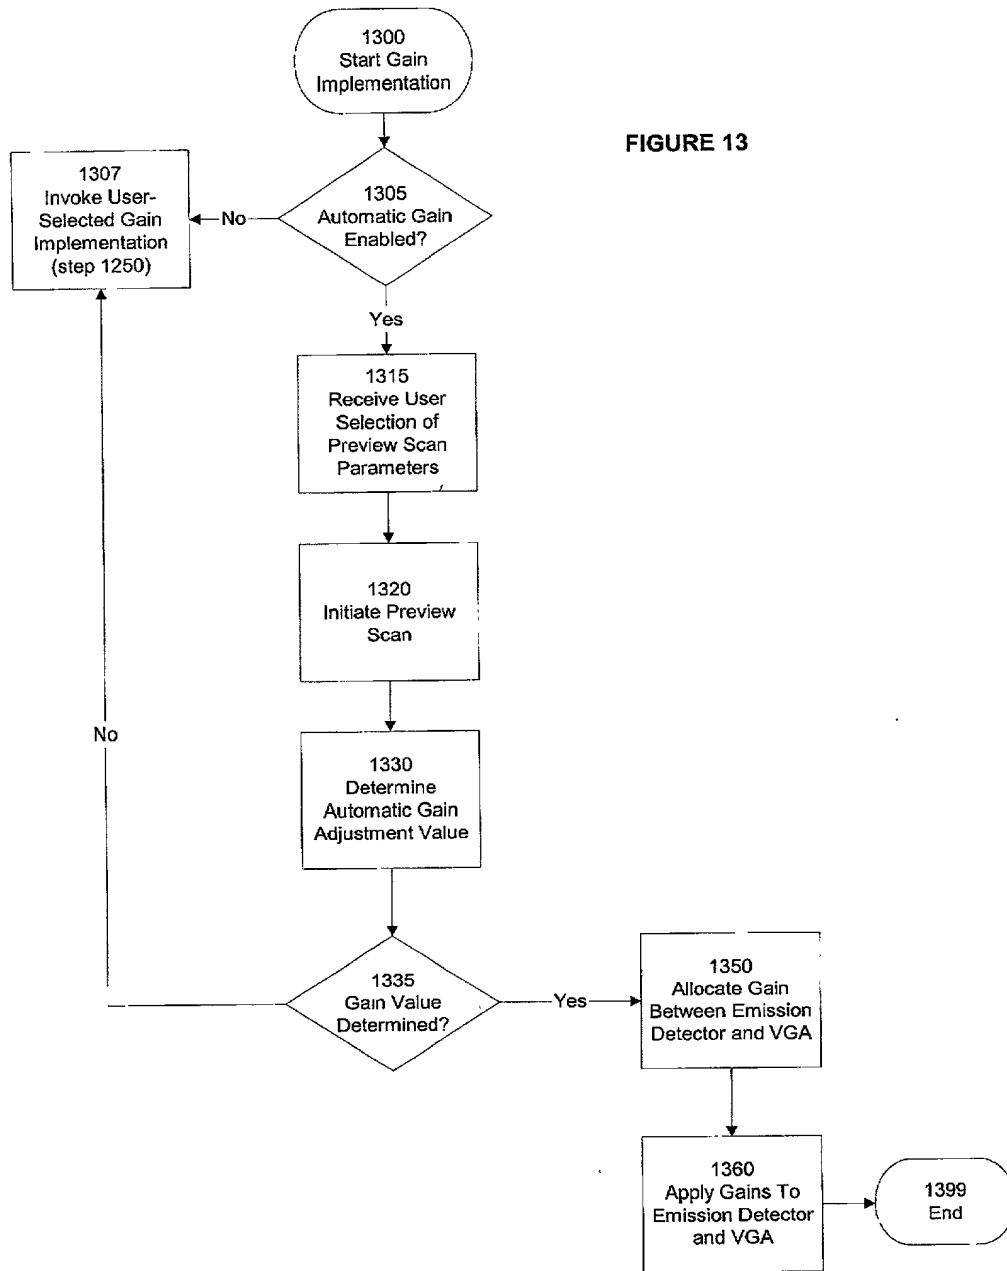 1300
Start Gain
Implementation
FIGURE 13
1307
Invoke User-
Selected Gain
Implementation
(step 1250)
No
1305
Automatic Gain
Enabled?
Yes
1315
Receive User
Selection of
Preview Scan
Parameters
1320
Initiate Preview
Scan
No
1330
Determine
Automatic Gain
Adjustment Value
1335
Gain Value
Determined?
Yes
1350
Allocate Gain
Between Emission
Detector and VGA
1360
Apply Gains To
Emission Detector
and VGA
1399
End